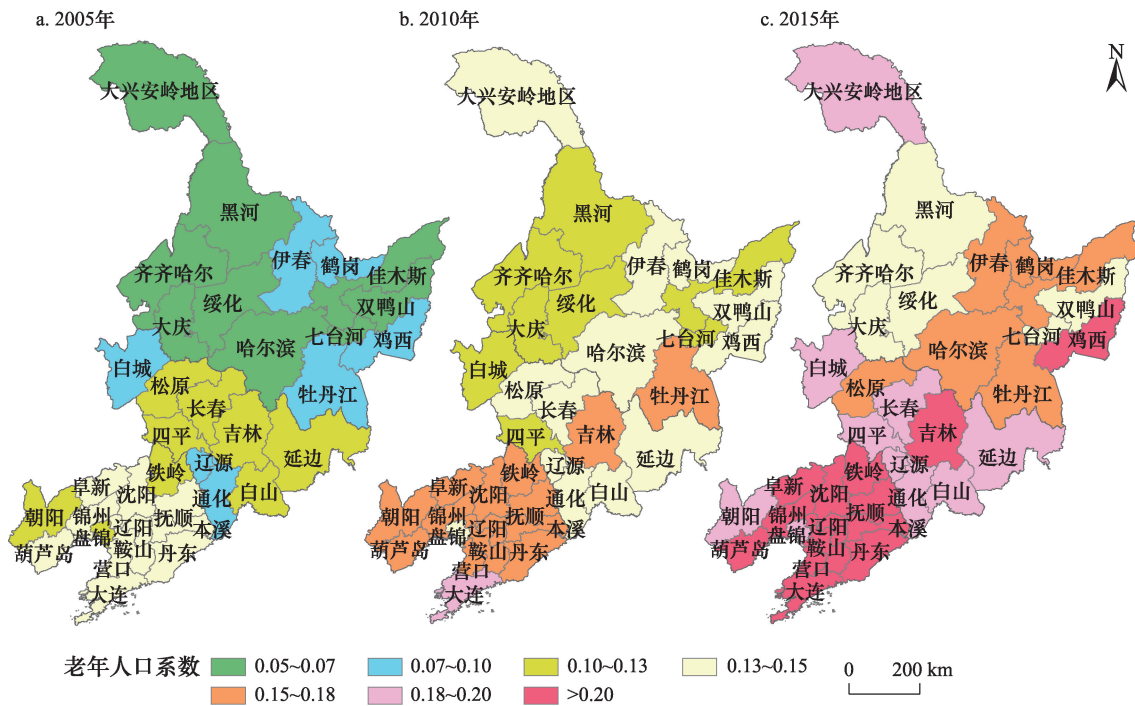 a. 2005年
b. 2010年
c. 2015年
N
大兴安岭地区
黑河
伊春
鹤岗
佳木斯
齐齐哈尔
绥化
双鸭山
大庆
七台河
鸡西
哈尔滨
白城
牡丹江
松原
长春
吉林
四平
延边
辽源
铁岭
通化
白山
阜新
沈阳
抚顺
朝阳
锦州
辽阳
本溪
盘锦
葫芦岛
鞍山
丹东
营口
大连
大兴安岭地区
黑河
伊春
鹤岗
佳木斯
齐齐哈尔
绥化
双鸭山
大庆
七台河
鸡西
哈尔滨
白城
牡丹江
松原
长春
吉林
四平
延边
辽源
铁岭
通化
白山
阜新
沈阳
抚顺
朝阳
锦州
辽阳
本溪
盘锦
葫芦岛
鞍山
丹东
营口
大连
大兴安岭地区
黑河
伊春
鹤岗
佳木斯
齐齐哈尔
绥化
双鸭山
大庆
七台河
鸡西
哈尔滨
白城
牡丹江
松原
长春
吉林
四平
延边
辽源
铁岭
通化
白山
阜新
沈阳
抚顺
朝阳
锦州
辽阳
本溪
盘锦
葫芦岛
鞍山
丹东
营口
大连
老年人口系数
0.05~0.07
0.07~0.10
0.10~0.13
0.13~0.15
0.15~0.18
0.18~0.20
>0.20
0 200 km